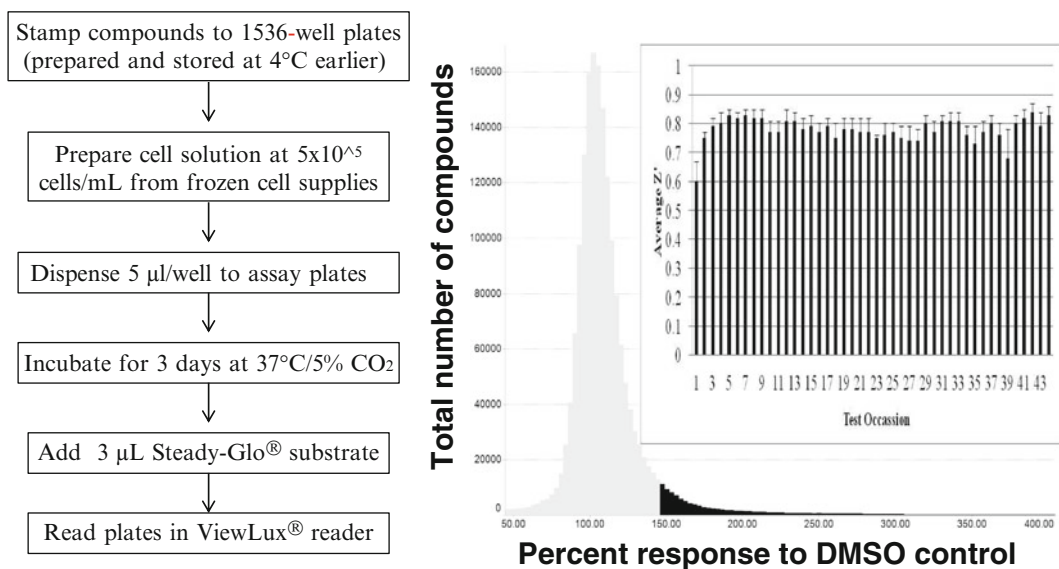 Stamp compounds to 1536-well plates
(prepared and stored at 4°C earlier)
Prepare cell solution at 5x10^5
cells/mL from frozen cell supplies
Dispense 5 µl/well to assay plates
Incubate for 3 days at 37°C/5% CO2
Add 3 µL Steady-Glo® substrate
Read plates in ViewLux® reader
Total number of compounds
160000
140000
120000
100000
80000
60000
40000
20000
0
50.00 100.00 150.00 200.00 250.00 300.00 350.00 400.00
Percent response to DMSO control
Average Z'
1
0.9
0.8
0.7
0.6
0.5
0.4
0.3
0.2
0.1
0
1 3 5 7 9 11 13 15 17 19 21 23 25 27 29 31 33 35 37 39 41 43
Test Occassion